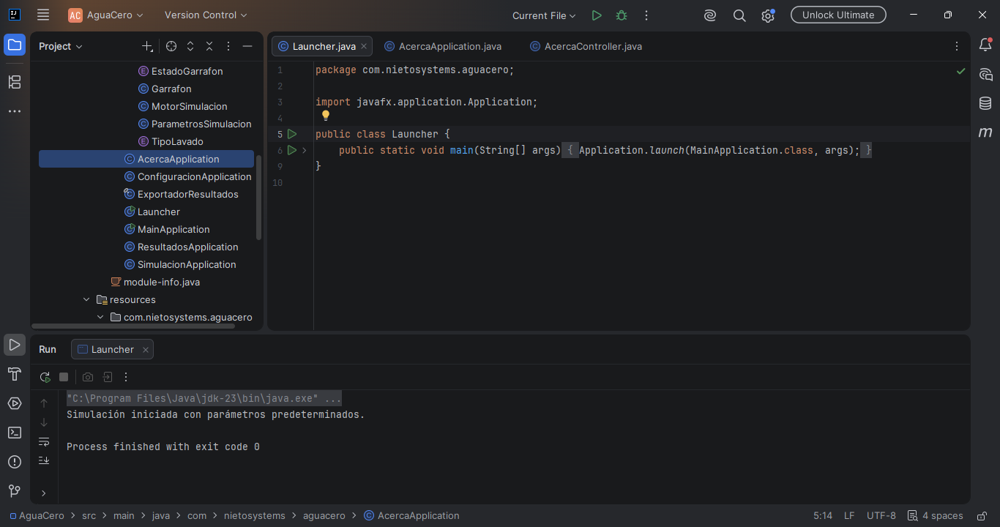 AC AguaCero Version Control Current File Unlock Ultimate
Project
EstadoGarrafon
Garrafon
MotorSimulacion
ParametrosSimulacion
TipoLavado
AcercaApplication
ConfiguracionApplication
ExportadorResultados
Launcher
MainApplication
ResultadosApplication
SimulacionApplication
module-info.java
resources
com.nietosystems.aguacero
Launcher.java AcercaApplication.java AcercaController.java
1 package com.nietosystems.aguacero;
2
3 import javafx.application.Application;
4
5 public class Launcher {
6 public static void main(String[] args) { Application.launch(MainApplication.class, args); }
9 }
10
Run Launcher
"C:\Program Files\Java\jdk-23\bin\java.exe" ...
Simulación iniciada con parámetros predeterminados.
Process finished with exit code 0
AguaCero > src > main > java > com > nietosystems > aguacero > AcercaApplication 5:14 LF UTF-8 4 spaces